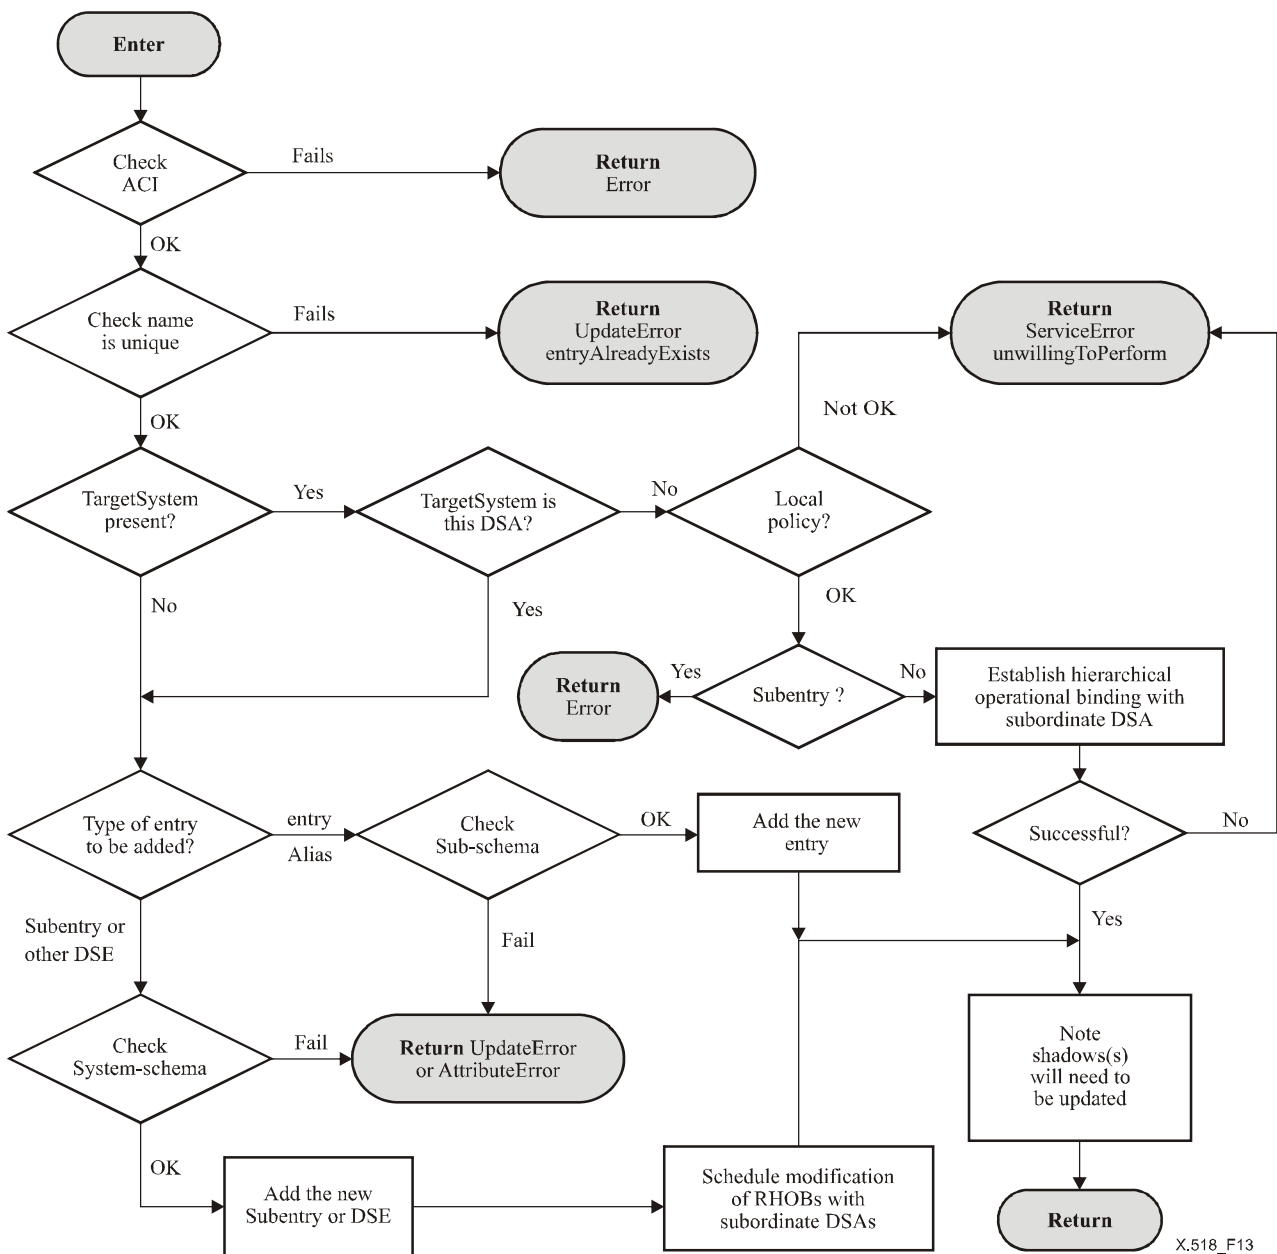 Enter
Check
ACI
Fails
Return
Error
OK
Check name
is unique
Fails
Return
UpdateError
entryAlreadyExists
Return
ServiceError
unwillingToPerform
OK
Not OK
TargetSystem
present?
Yes
TargetSystem is
this DSA?
No
Local
policy?
No
Yes
OK
Return
Error
Yes
Subentry ?
No
Establish hierarchical
operational binding with
subordinate DSA
Type of entry
to be added?
entry
Alias
Check
Sub-schema
OK
Add the new
entry
Successful?
No
Subentry or
other DSE
Fail
Yes
Check
System-schema
Fail
Return UpdateError
or AttributeError
Note
shadows(s)
will need to
be updated
OK
Add the new
Subentry or DSE
Schedule modification
of RHOBs with
subordinate DSAs
Return
X.518_F13